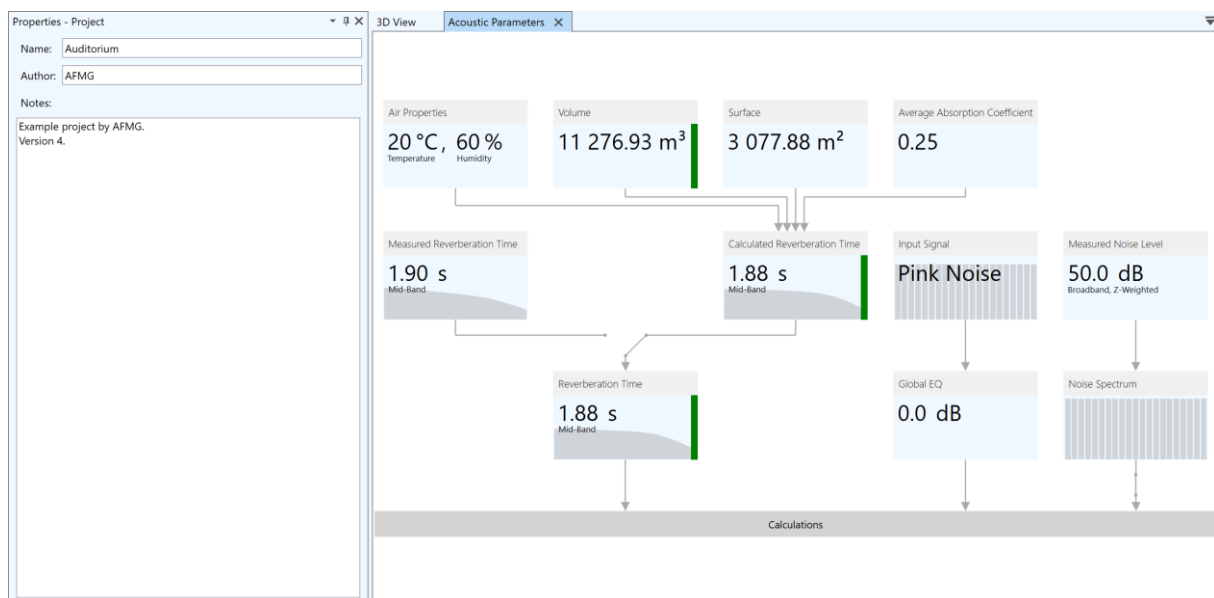 Properties - Project
Name: Auditorium
Author: AFMG
Notes:
Example project by AFMG.
Version 4.
3D View
Acoustic Parameters
Air Properties
20 °C, 60 %
Temperature Humidity
Volume
11 276.93 m³
Surface
3 077.88 m²
Average Absorption Coefficient
0.25
Measured Reverberation Time
1.90 s
Mid-Band
Calculated Reverberation Time
1.88 s
Mid-Band
Input Signal
Pink Noise
Measured Noise Level
50.0 dB
Broadband, Z-Weighted
Reverberation Time
1.88 s
Mid-Band
Global EQ
0.0 dB
Noise Spectrum
Calculations